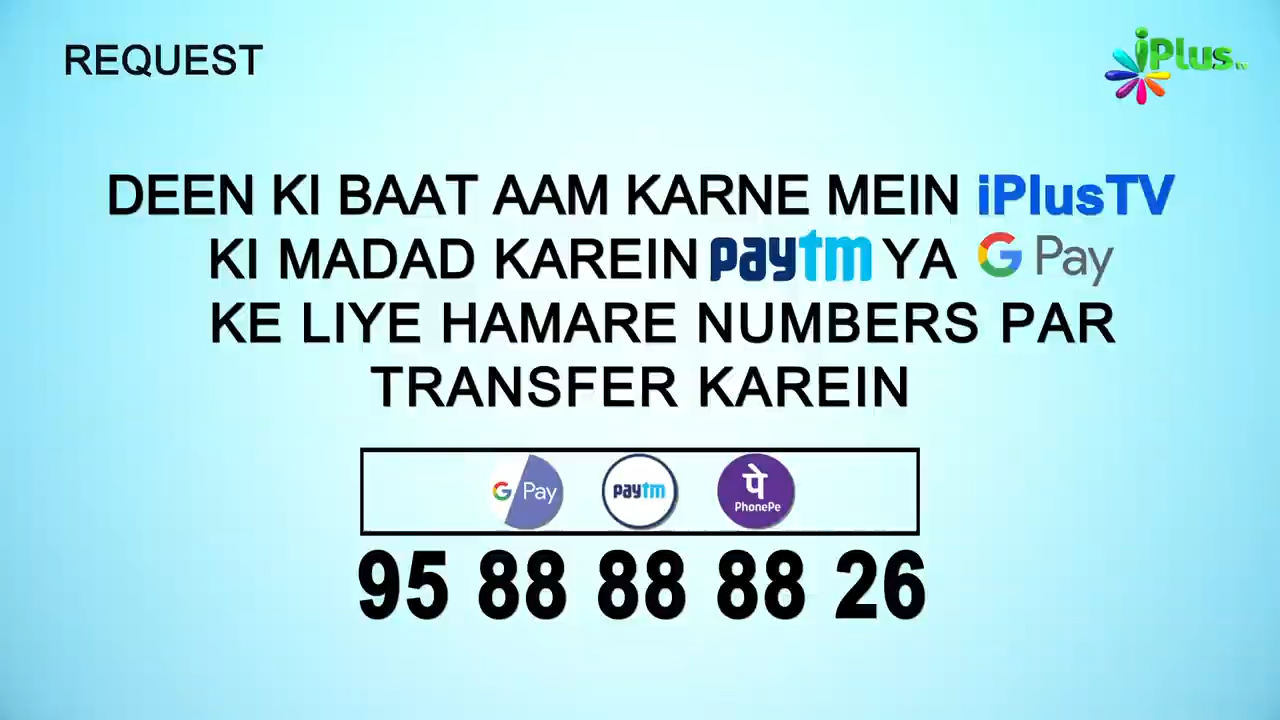 REQUEST
iPlus tv
DEEN KI BAAT AAM KARNE MEIN iPlusTV
KI MADAD KAREIN paytm YA G Pay
KE LIYE HAMARE NUMBERS PAR
TRANSFER KAREIN
G Pay paytm पे PhonePe
95 88 88 88 26